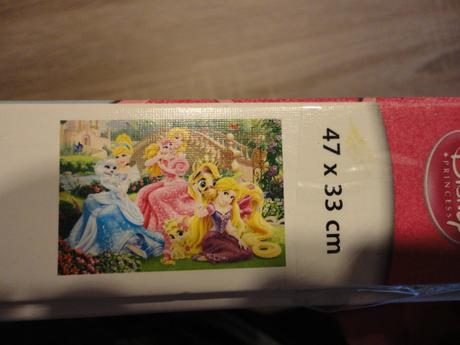 47 x 33 cm
Disney
PRINCESS